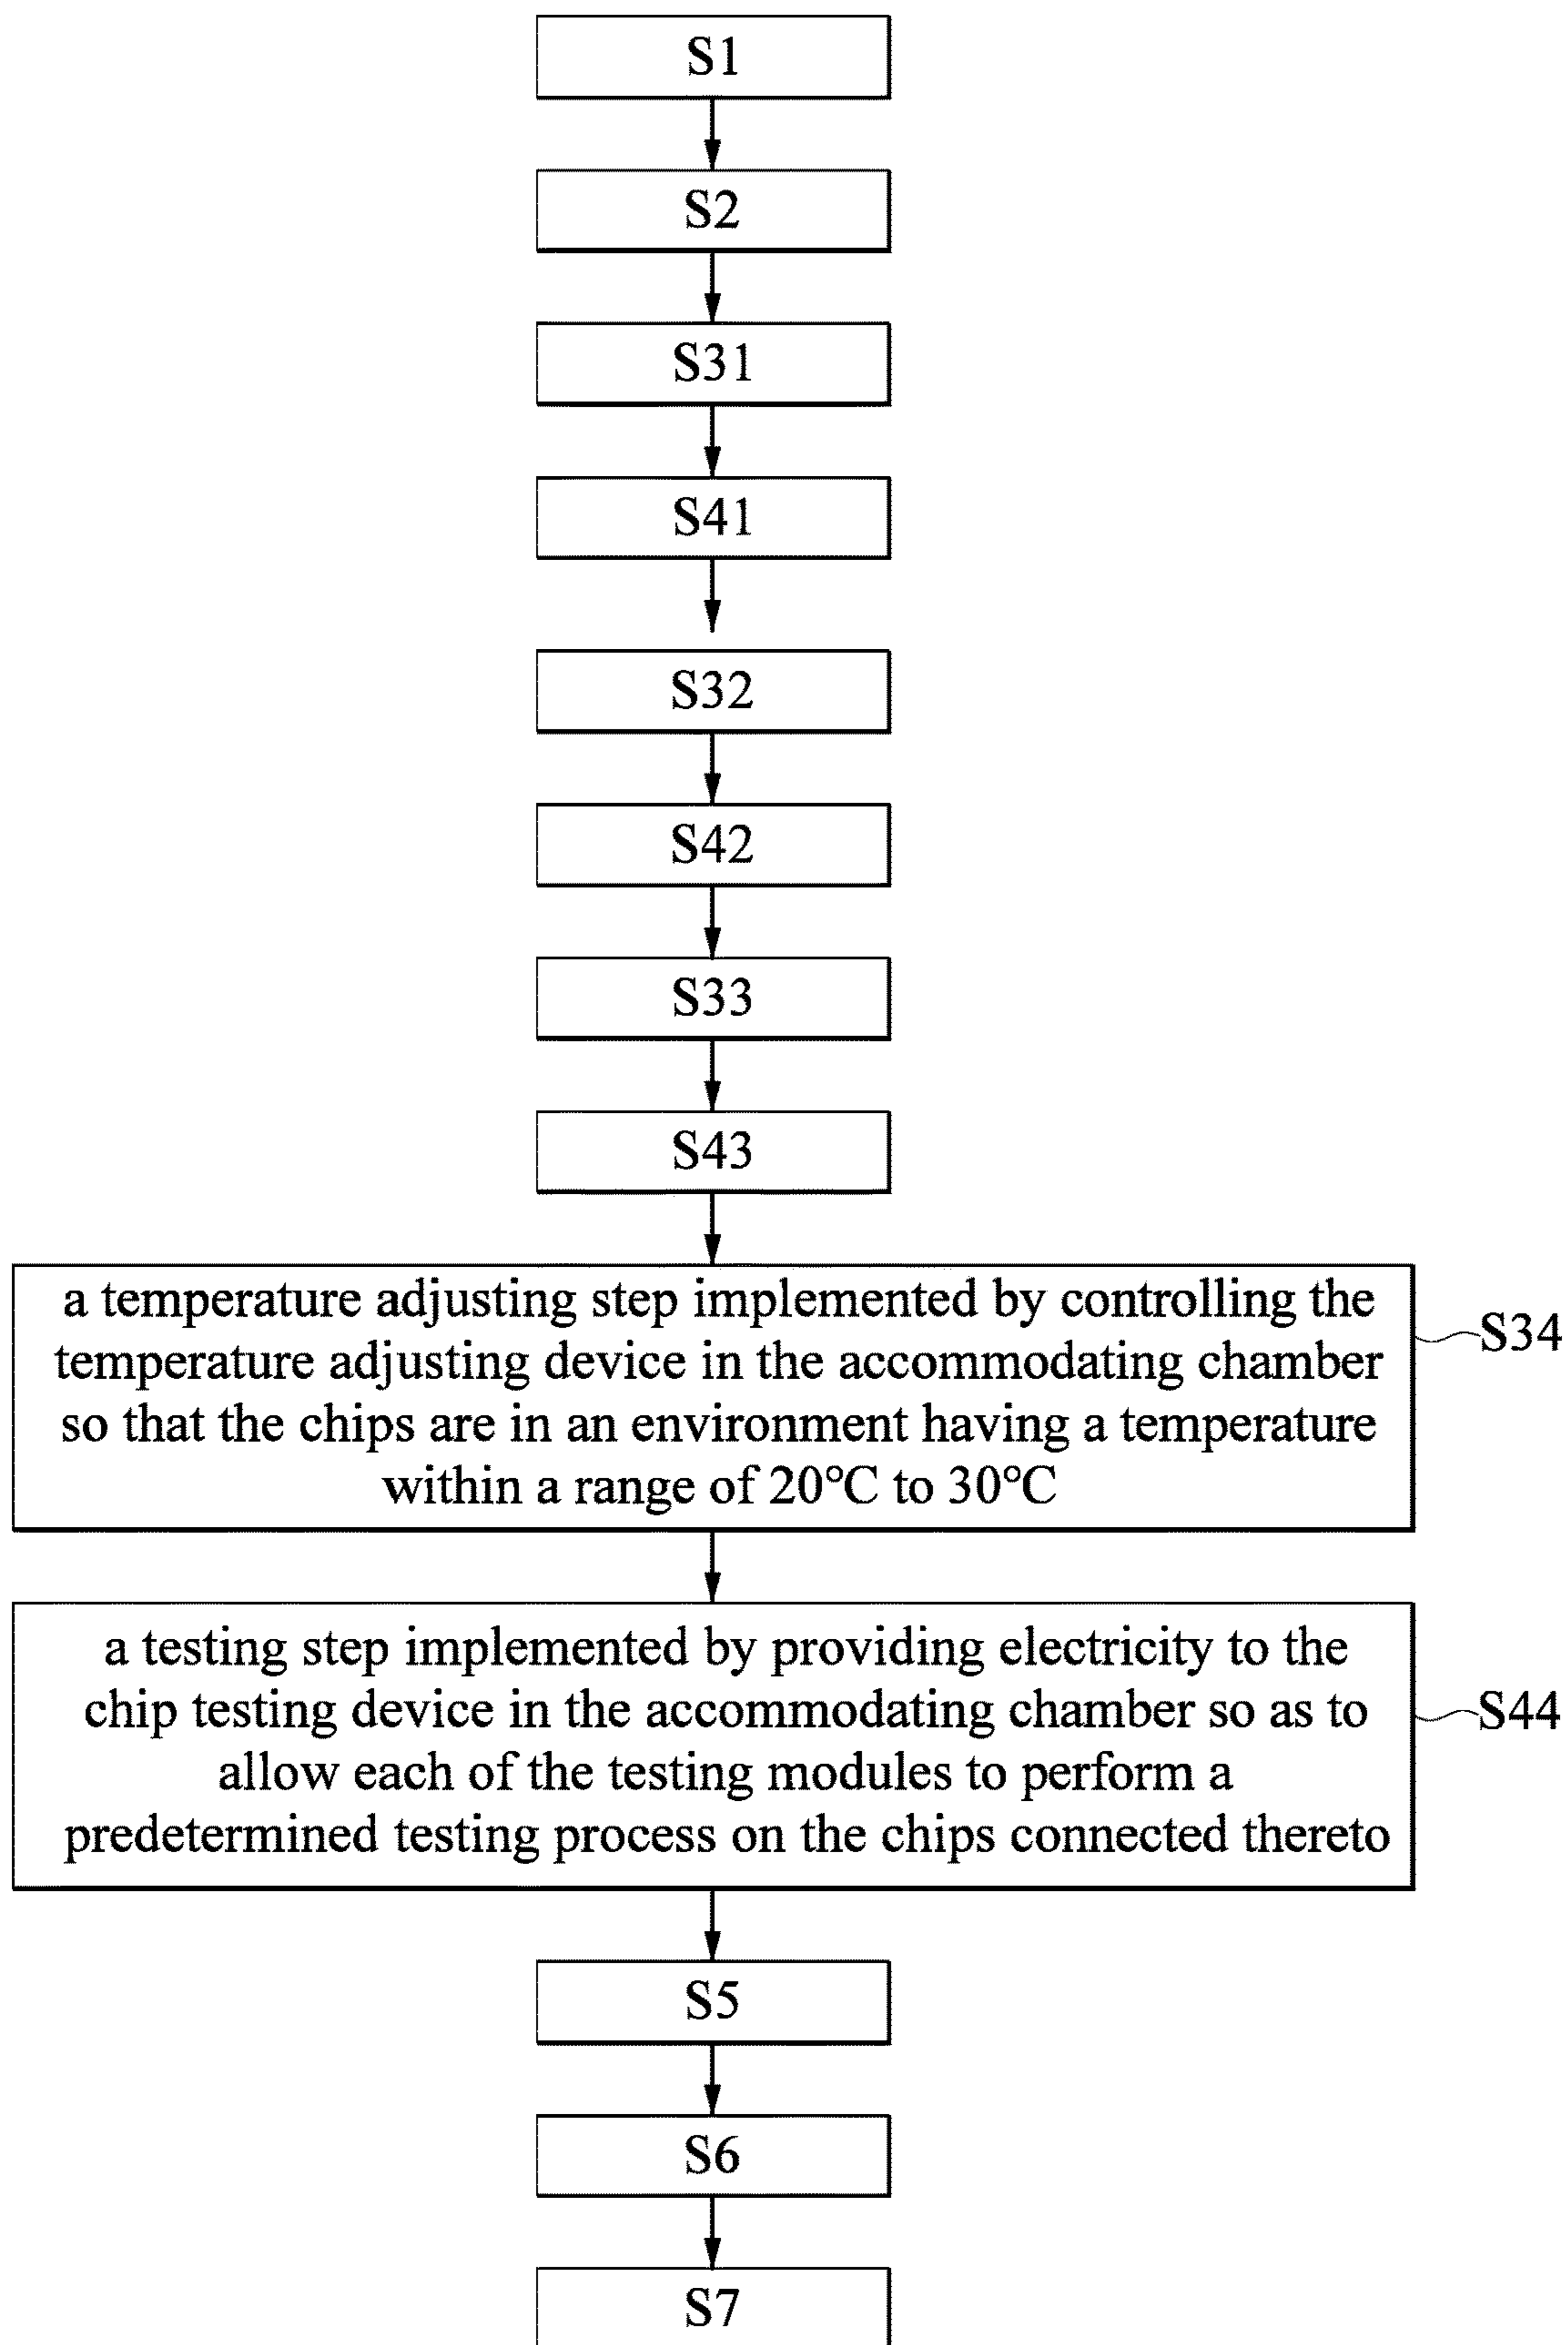 S1
S2
S31
S41
S32
S42
S33
S43
a temperature adjusting step implemented by controlling the
temperature adjusting device in the accommodating chamber
so that the chips are in an environment having a temperature
within a range of 20°C to 30°C
S34
a testing step implemented by providing electricity to the
chip testing device in the accommodating chamber so as to
allow each of the testing modules to perform a
predetermined testing process on the chips connected thereto
S44
S5
S6
S7